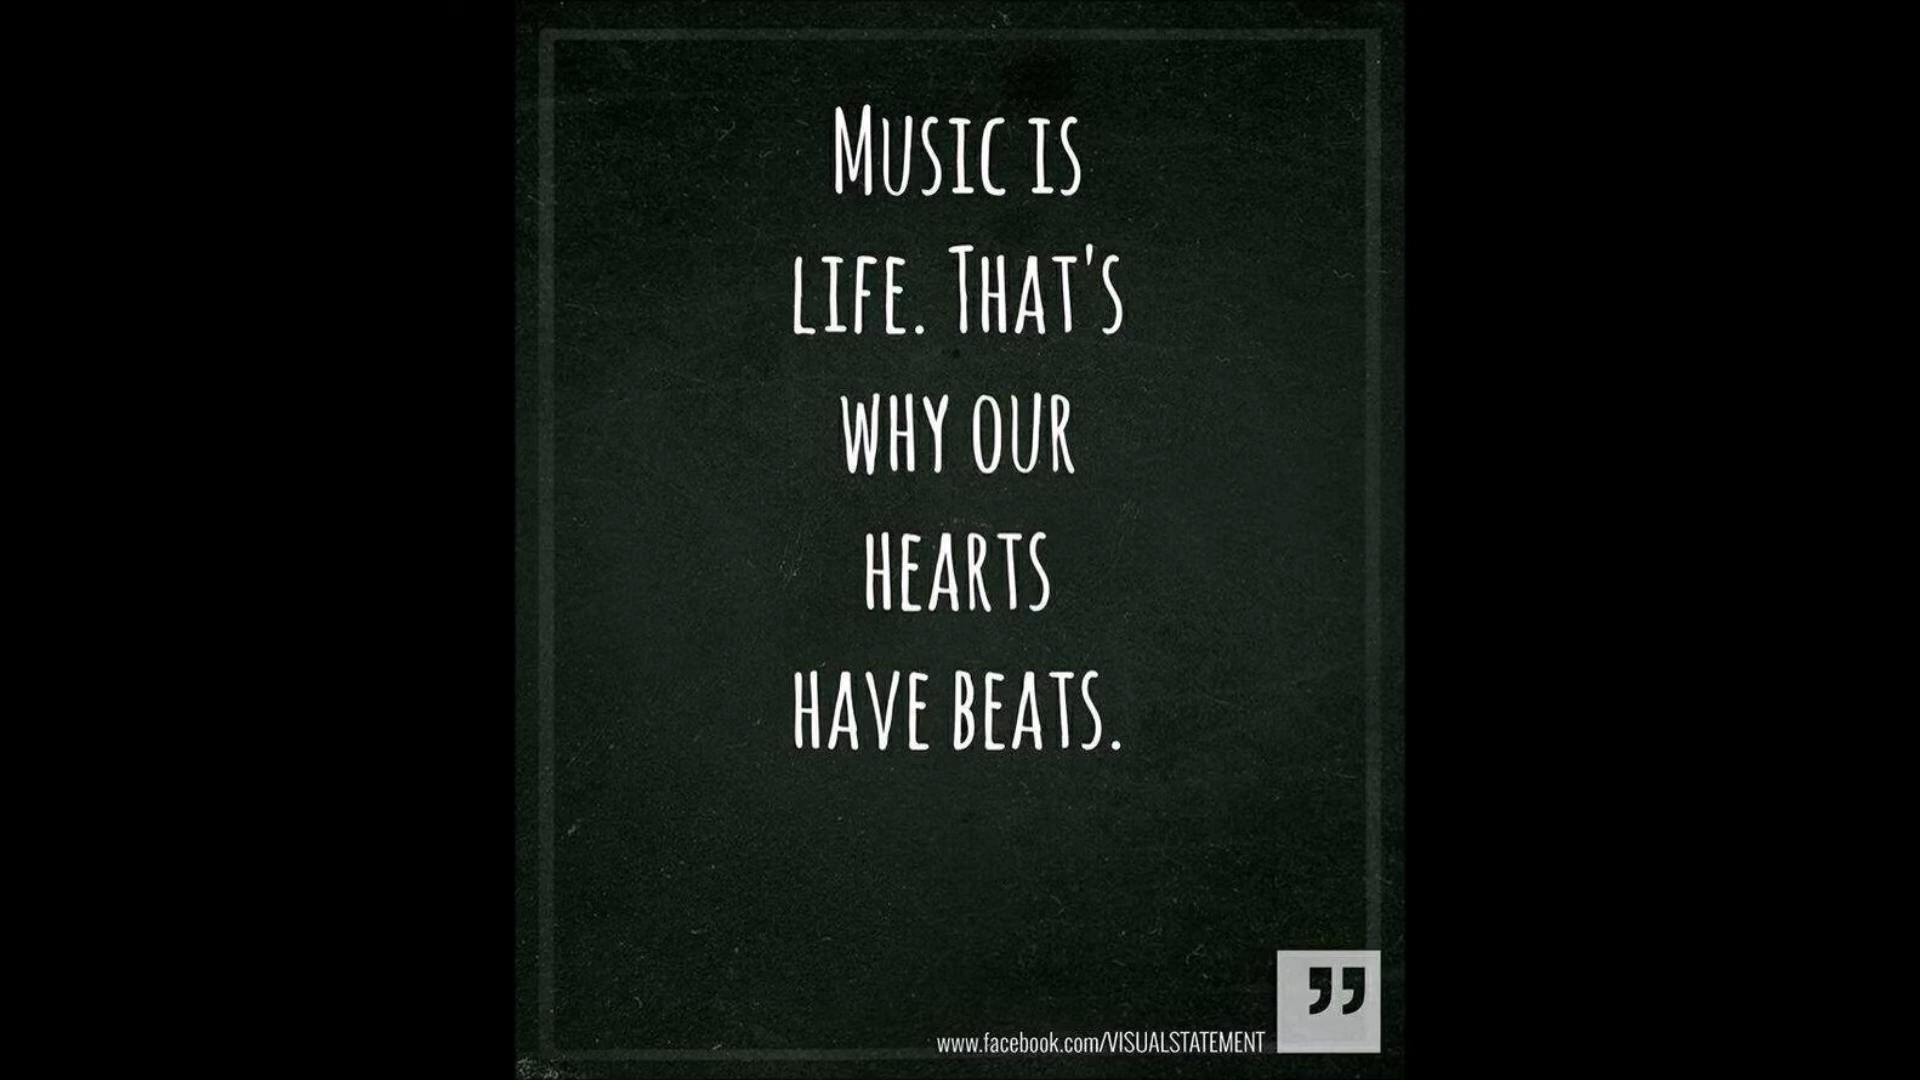 Music is
life. That's
why our
hearts
have beats.
”
www.facebook.com/VISUALSTATEMENT